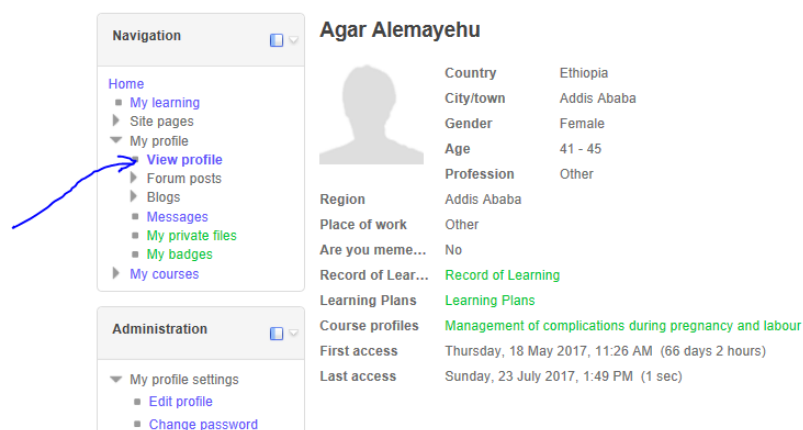 Navigation
Home
My learning
Site pages
My profile
View profile
Forum posts
Blogs
Messages
My private files
My badges
My courses
Administration
My profile settings
Edit profile
Change password
Agar Alemayehu
Country Ethiopia
City/town Addis Ababa
Gender Female
Age 41 - 45
Profession Other
Region Addis Ababa
Place of work Other
Are you meme... No
Record of Lear... Record of Learning
Learning Plans Learning Plans
Course profiles Management of complications during pregnancy and labour
First access Thursday, 18 May 2017, 11:26 AM (66 days 2 hours)
Last access Sunday, 23 July 2017, 1:49 PM (1 sec)